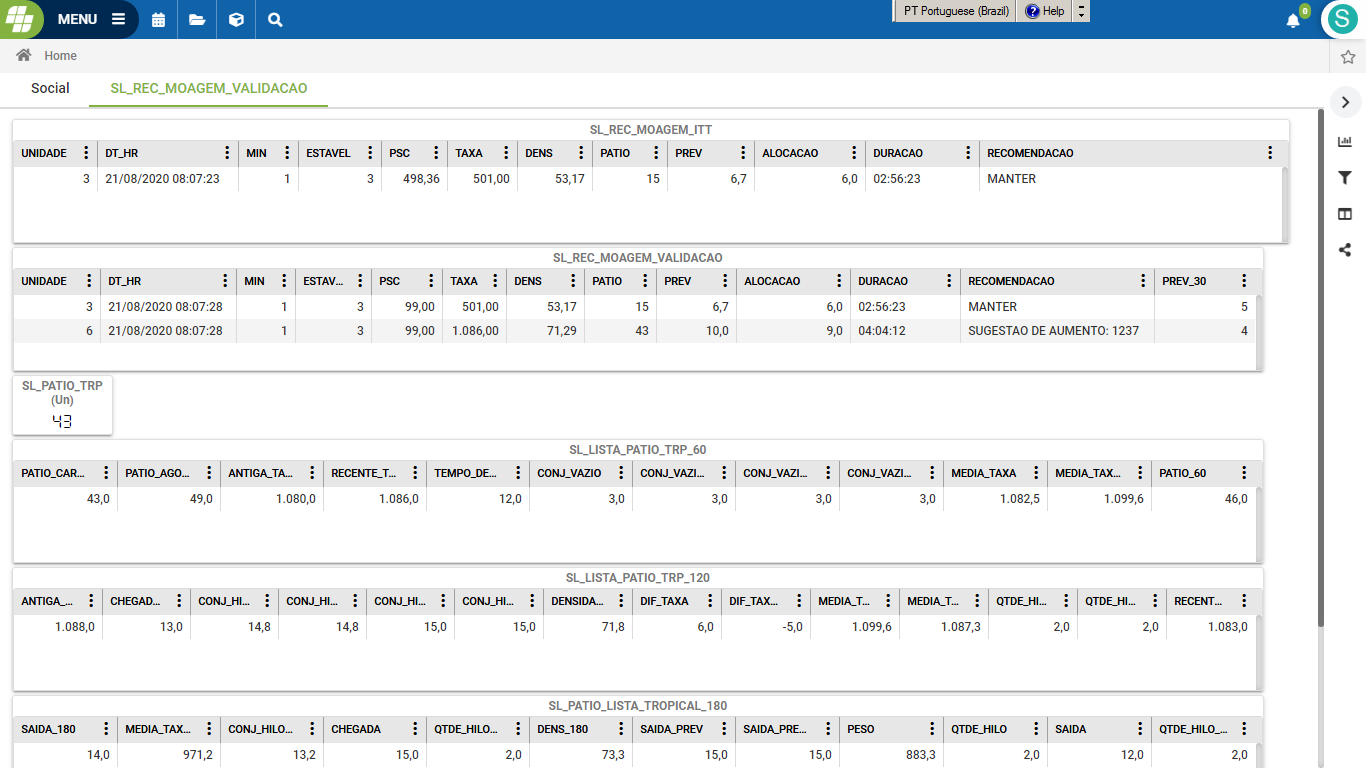 MENU PT Portuguese (Brazil) Help 0 S
Home
Social SL_REC_MOAGEM_VALIDACAO
SL_REC_MOAGEM_ITT
UNIDADE DT_HR MIN ESTAVEL PSC TAXA DENS PATIO PREV ALOCACAO DURACAO RECOMENDACAO
3 21/08/2020 08:07:23 1 3 498,36 501,00 53,17 15 6,7 6,0 02:56:23 MANTER
SL_REC_MOAGEM_VALIDACAO
UNIDADE DT_HR MIN ESTAV... PSC TAXA DENS PATIO PREV ALOCACAO DURACAO RECOMENDACAO PREV_30
3 21/08/2020 08:07:28 1 3 99,00 501,00 53,17 15 6,7 6,0 02:56:23 MANTER 5
6 21/08/2020 08:07:28 1 3 99,00 1.086,00 71,29 43 10,0 9,0 04:04:12 SUGESTAO DE AUMENTO: 1237 4
SL_PATIO_TRP
(Un)
43
SL_LISTA_PATIO_TRP_60
PATIO_CAR... PATIO_AGO... ANTIGA_TA... RECENTE_T... TEMPO_DE... CONJ_VAZIO CONJ_VAZI... CONJ_VAZI... CONJ_VAZI... MEDIA_TAXA MEDIA_TAX... PATIO_60
43,0 49,0 1.080,0 1.086,0 12,0 3,0 3,0 3,0 3,0 1.082,5 1.099,6 46,0
SL_LISTA_PATIO_TRP_120
ANTIGA_... CHEGAD... CONJ_HI... CONJ_HI... CONJ_HI... CONJ_HI... DENSIDA... DIF_TAXA DIF_TAX... MEDIA_T... MEDIA_T... QTDE_HI... QTDE_HI... RECENT...
1.088,0 13,0 14,8 14,8 15,0 15,0 71,8 6,0 -5,0 1.099,6 1.087,3 2,0 2,0 1.083,0
SL_PATIO_LISTA_TROPICAL_180
SAIDA_180 MEDIA_TAX... CONJ_HILO... CHEGADA QTDE_HILO... DENS_180 SAIDA_PREV SAIDA_PRE... PESO QTDE_HILO SAIDA QTDE_HILO_...
14,0 971,2 13,2 15,0 2,0 73,3 15,0 15,0 883,3 2,0 12,0 2,0